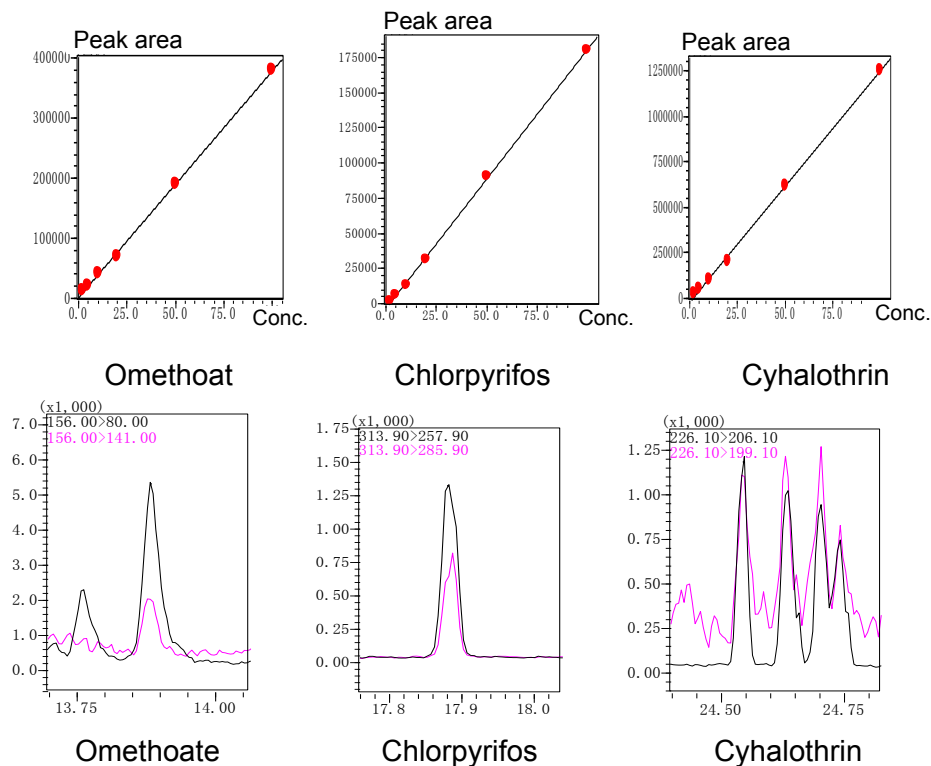 Peak area
400000
300000
200000
100000
0
0.0 25.0 50.0 75.0
Conc.
Omethoat
Peak area
175000
150000
125000
100000
75000
50000
25000
0
0.0 25.0 50.0 75.0
Conc.
Chlorpyrifos
Peak area
1250000
1000000
750000
500000
250000
0
0.0 25.0 50.0 75.0
Conc.
Cyhalothrin
(x1,000)
156.00>80.00
156.00>141.00
7.0
6.0
5.0
4.0
3.0
2.0
1.0
0.0
13.75 14.00
Omethoate
(x1,000)
313.90>257.90
313.90>285.90
1.75
1.50
1.25
1.00
0.75
0.50
0.25
0.00
17.8 17.9 18.0
Chlorpyrifos
(x1,000)
226.10>206.10
226.10>199.10
1.25
1.00
0.75
0.50
0.25
0.00
24.50 24.75
Cyhalothrin